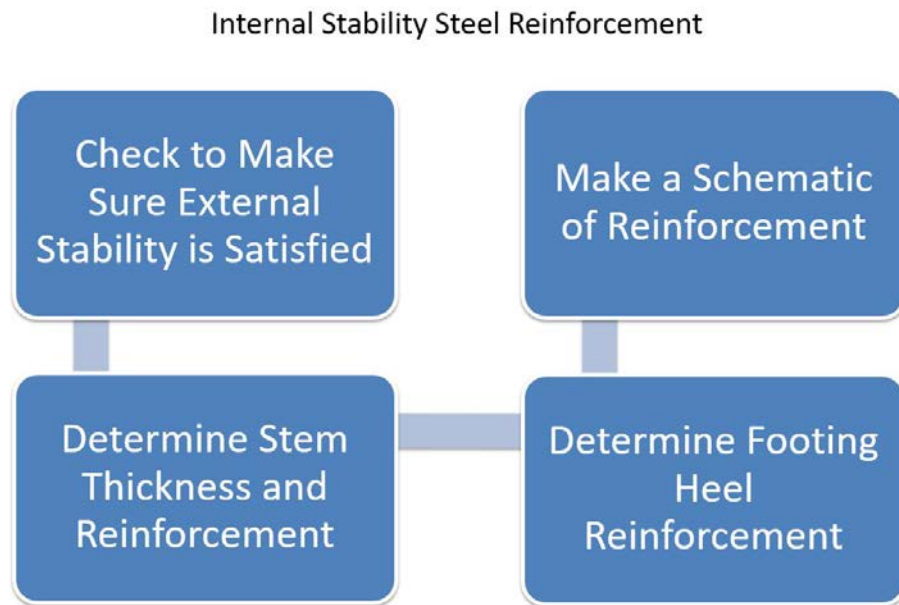 Internal Stability Steel Reinforcement
Check to Make
Sure External
Stability is Satisfied
Determine Stem
Thickness and
Reinforcement
Determine Footing
Heel
Reinforcement
Make a Schematic
of Reinforcement